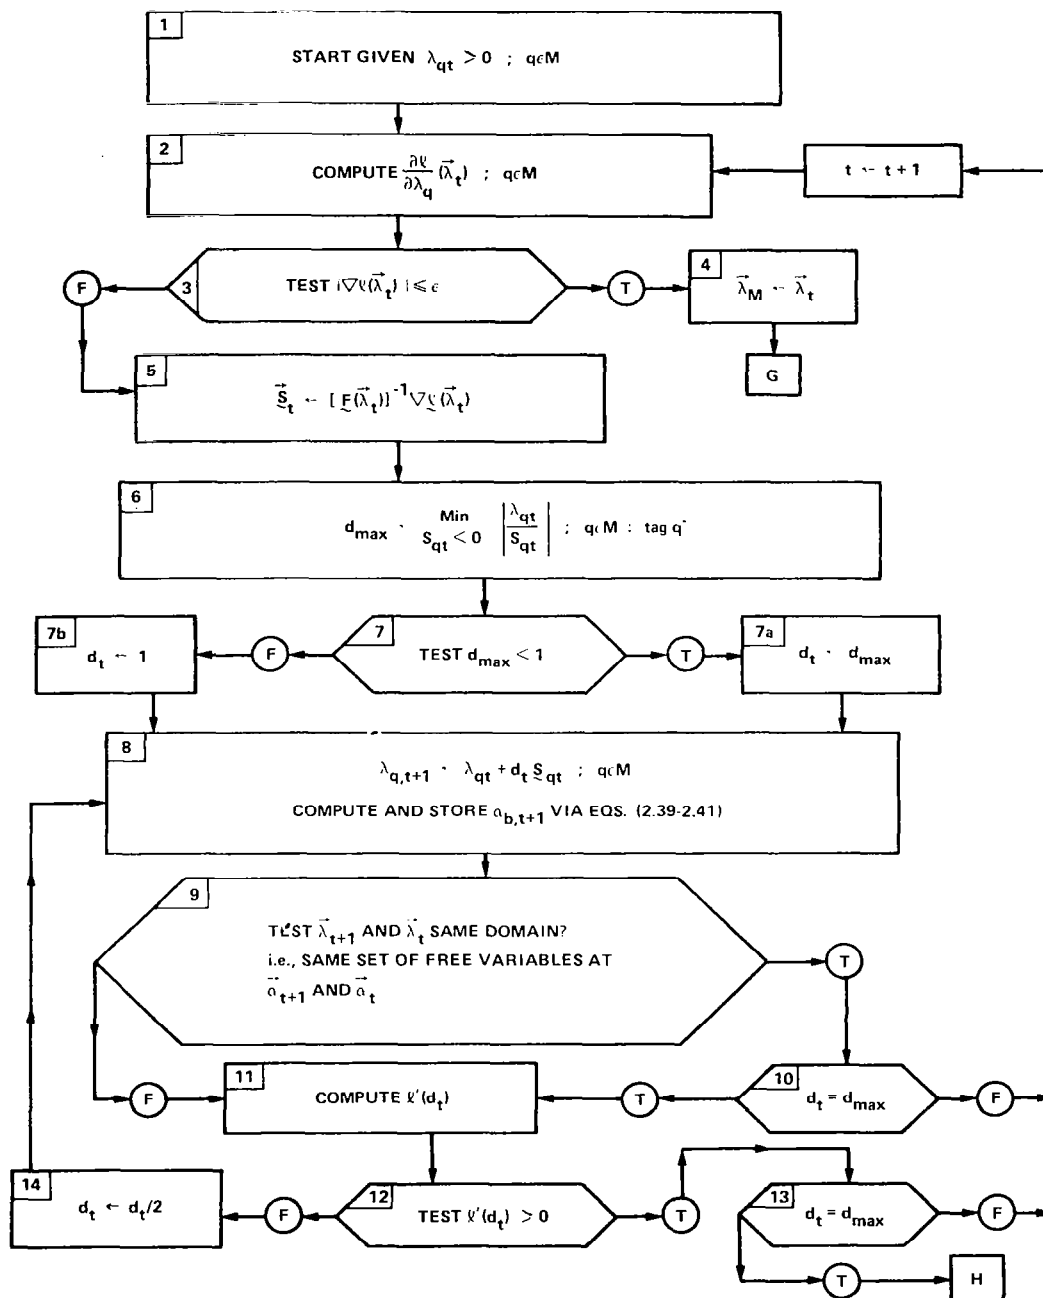 1
START GIVEN λqt > 0 ; qϵM
2
COMPUTE ∂ℓ/∂λq (λ⃗t) ; qϵM
t ← t + 1
F
3
TEST |∇ℓ(λ⃗t)| ⩽ ϵ
T
4
λ⃗M ← λ⃗t
G
5
S⃗t ← [F(λ⃗t)]⁻¹ ∇ℓ(λ⃗t)
6
dmax ← Min Sqt < 0 |λqt/Sqt| ; qϵM : tag q
7b
dt ← 1
F
7
TEST dmax < 1
T
7a
dt ← dmax
8
λq,t+1 ← λqt + dt Sqt ; qϵM
COMPUTE AND STORE αb,t+1 VIA EQS. (2.39-2.41)
9
TEST λ⃗t+1 AND λ⃗t SAME DOMAIN?
i.e., SAME SET OF FREE VARIABLES AT
α⃗t+1 AND α⃗t
T
F
11
COMPUTE ℓ'(dt)
T
10
dt = dmax
F
14
dt ← dt/2
F
12
TEST ℓ'(dt) > 0
T
13
dt = dmax
F
T
H